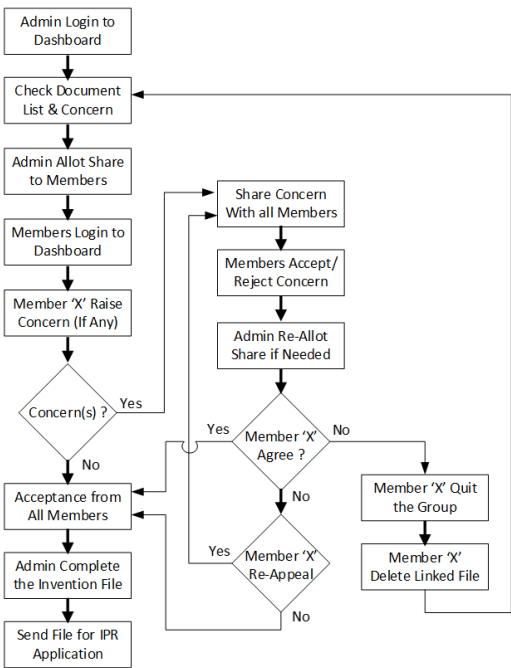 Admin Login to
Dashboard
Check Document
List & Concern
Admin Allot Share
to Members
Members Login to
Dashboard
Member ‘X’ Raise
Concern (If Any)
Concern(s) ?
Yes
No
Acceptance from
All Members
Admin Complete
the Invention File
Send File for IPR
Application
Share Concern
With all Members
Members Accept/
Reject Concern
Admin Re-Allot
Share if Needed
Yes
Member ‘X’
Agree ?
No
No
Yes
Member ‘X’
Re-Appeal
No
Member ‘X’ Quit
the Group
Member ‘X’
Delete Linked File